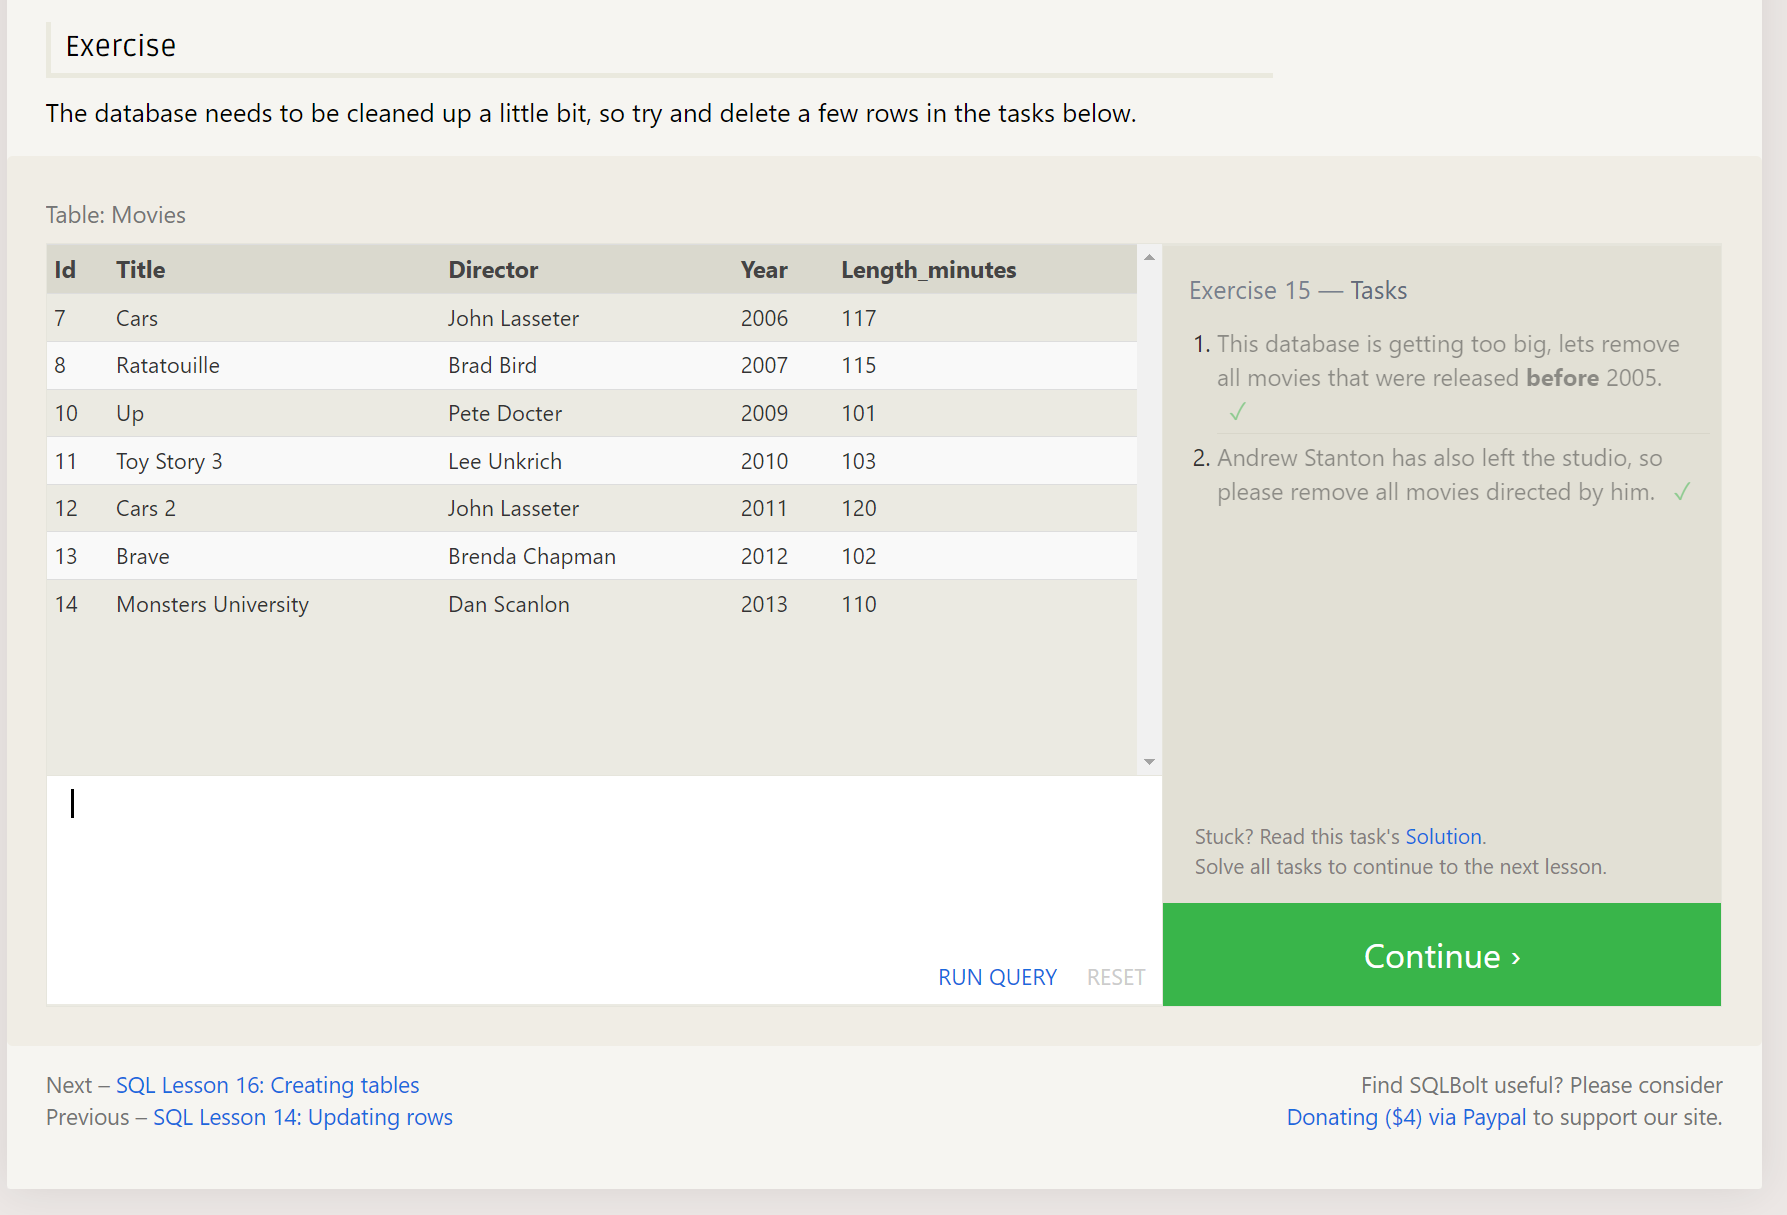 Exercise
The database needs to be cleaned up a little bit, so try and delete a few rows in the tasks below.
Table: Movies
Id Title Director Year Length_minutes
7 Cars John Lasseter 2006 117
8 Ratatouille Brad Bird 2007 115
10 Up Pete Docter 2009 101
11 Toy Story 3 Lee Unkrich 2010 103
12 Cars 2 John Lasseter 2011 120
13 Brave Brenda Chapman 2012 102
14 Monsters University Dan Scanlon 2013 110
Exercise 15 — Tasks
1. This database is getting too big, lets remove
all movies that were released before 2005.
✓
2. Andrew Stanton has also left the studio, so
please remove all movies directed by him. ✓
Stuck? Read this task's Solution.
Solve all tasks to continue to the next lesson.
RUN QUERY RESET
Continue ›
Next – SQL Lesson 16: Creating tables
Previous – SQL Lesson 14: Updating rows
Find SQLBolt useful? Please consider
Donating ($4) via Paypal to support our site.